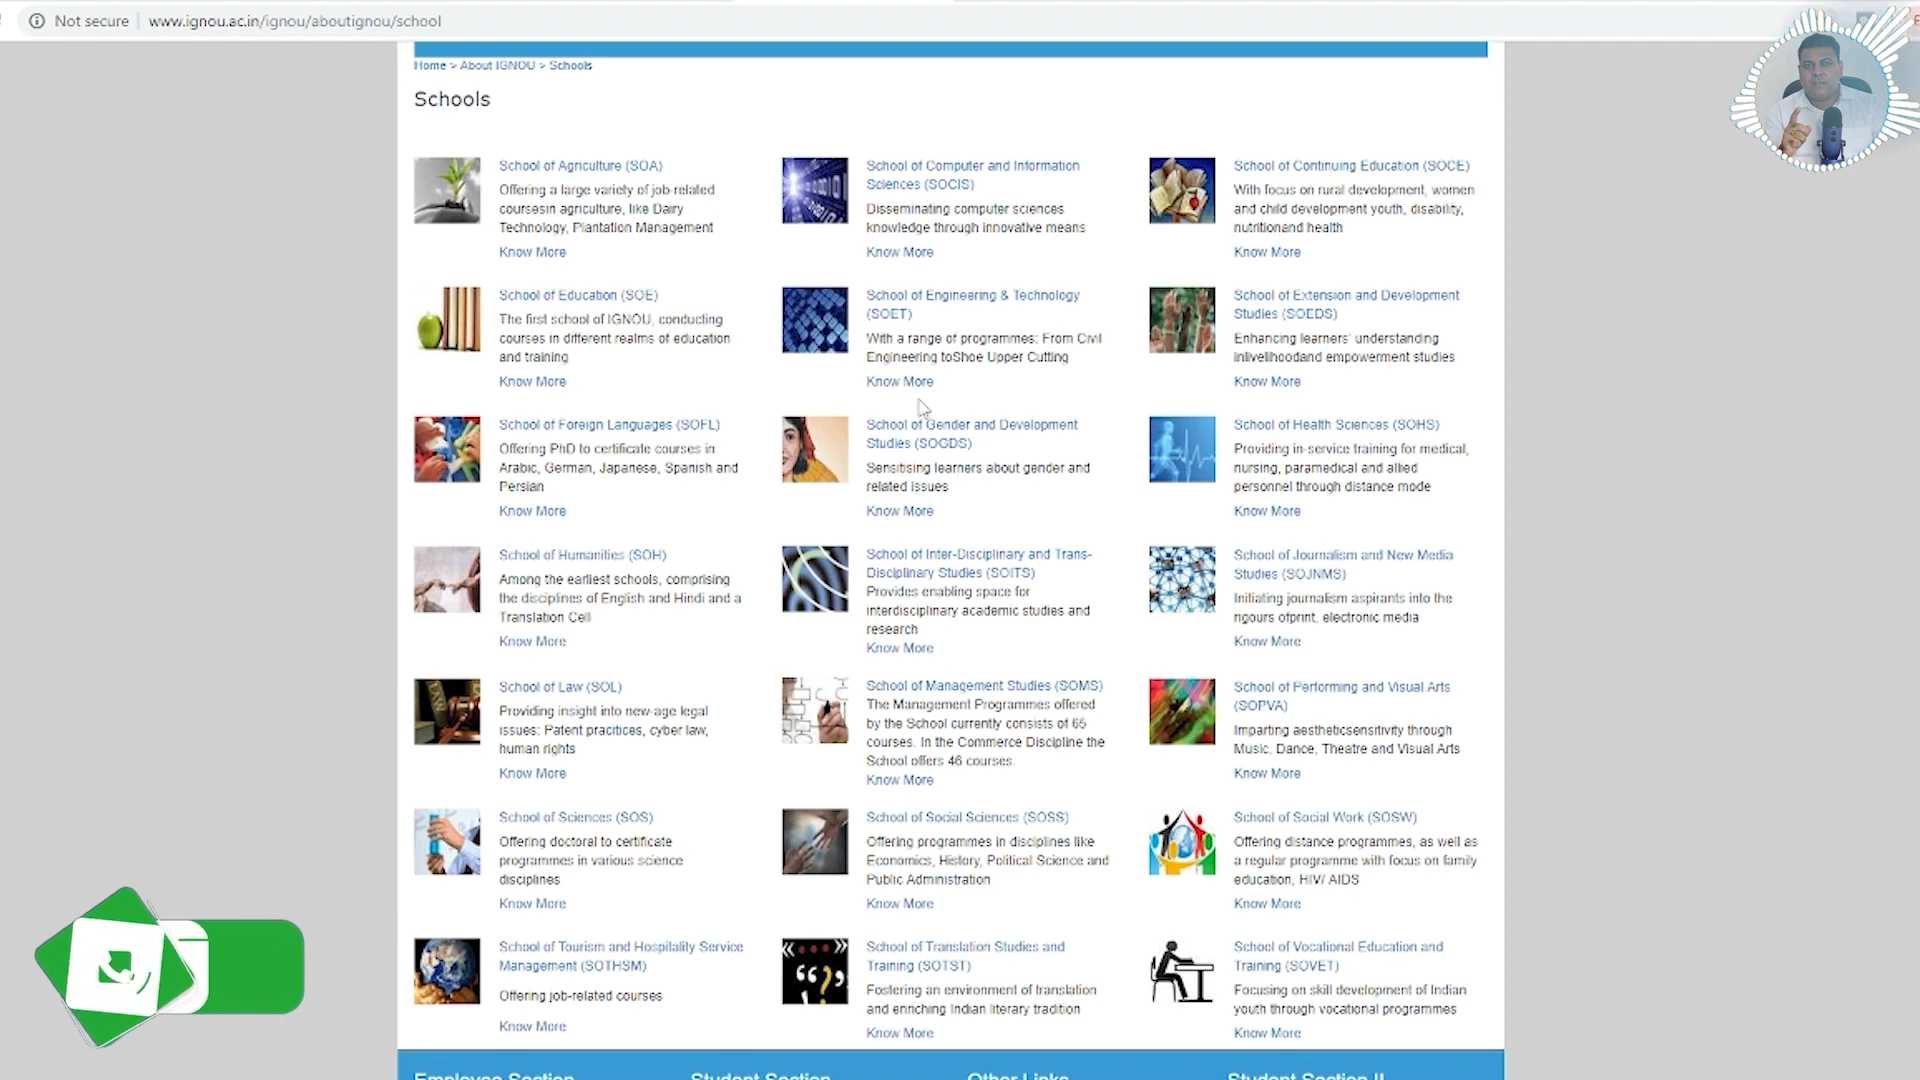 Not secure
www.ignou.ac.in/ignou/aboutignou/school
Home > About IGNOU > Schools
Schools
School of Agriculture (SOA)
Offering a large variety of job-related
coursesin agriculture, like Dairy
Technology, Plantation Management
Know More
School of Computer and Information
Sciences (SOCIS)
Disseminating computer sciences
knowledge through innovative means
Know More
School of Continuing Education (SOCE)
With focus on rural development, women
and child development youth, disability,
nutritionand health
Know More
School of Education (SOE)
The first school of IGNOU, conducting
courses in different realms of education
and training
Know More
School of Engineering & Technology
(SOET)
With a range of programmes: From Civil
Engineering toShoe Upper Cutting
Know More
School of Extension and Development
Studies (SOEDS)
Enhancing learners' understanding
inlivelihoodand empowerment studies
Know More
School of Foreign Languages (SOFL)
Offering PhD to certificate courses in
Arabic, German, Japanese, Spanish and
Persian
Know More
School of Gender and Development
Studies (SOGDS)
Sensitising learners about gender and
related issues
Know More
School of Health Sciences (SOHS)
Providing in-service training for medical,
nursing, paramedical and allied
personnel through distance mode
Know More
School of Humanities (SOH)
Among the earliest schools, comprising
the disciplines of English and Hindi and a
Translation Cell
Know More
School of Inter-Disciplinary and Trans-
Disciplinary Studies (SOITS)
Provides enabling space for
interdisciplinary academic studies and
research
Know More
School of Journalism and New Media
Studies (SOJNMS)
Initiating journalism aspirants into the
rigours ofprint, electronic media
Know More
School of Law (SOL)
Providing insight into new-age legal
issues: Patent pracrtices, cyber law,
human rights
Know More
School of Management Studies (SOMS)
The Management Programmes offered
by the School currently consists of 65
courses. In the Commerce Discipline the
School offers 46 courses.
Know More
School of Performing and Visual Arts
(SOPVA)
Imparting aestheticsensitivity through
Music, Dance, Theatre and Visual Arts
Know More
School of Sciences (SOS)
Offering doctoral to certificate
programmes in various science
disciplines
Know More
School of Social Sciences (SOSS)
Offering programmes in disciplines like
Economics, History, Political Science and
Public Administration
Know More
School of Social Work (SOSW)
Offering distance programmes, as well as
a regular programme with focus on family
education, HIV/ AIDS
Know More
School of Tourism and Hospitality Service
Management (SOTHSM)
Offering job-related courses
Know More
School of Translation Studies and
Training (SOTST)
Fostering an environment of translation
and enriching Indian literary tradition
Know More
School of Vocational Education and
Training (SOVET)
Focusing on skill development of Indian
youth through vocational programmes
Know More
Employee Section
Student Section
Other Links
Student Section II